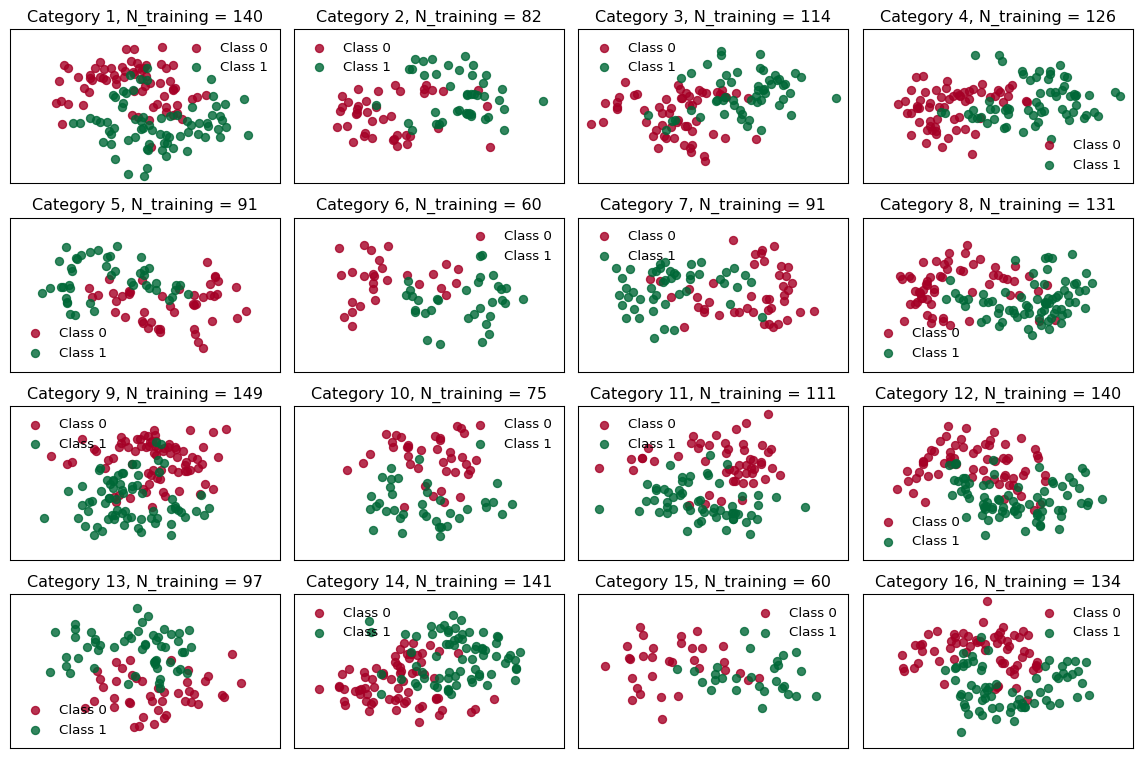 Category 1, N_training = 140
Class 0
Class 1
Category 2, N_training = 82
Class 0
Class 1
Category 3, N_training = 114
Class 0
Class 1
Category 4, N_training = 126
Class 0
Class 1
Category 5, N_training = 91
Class 0
Class 1
Category 6, N_training = 60
Class 0
Class 1
Category 7, N_training = 91
Class 0
Class 1
Category 8, N_training = 131
Class 0
Class 1
Category 9, N_training = 149
Class 0
Class 1
Category 10, N_training = 75
Class 0
Class 1
Category 11, N_training = 111
Class 0
Class 1
Category 12, N_training = 140
Class 0
Class 1
Category 13, N_training = 97
Class 0
Class 1
Category 14, N_training = 141
Class 0
Class 1
Category 15, N_training = 60
Class 0
Class 1
Category 16, N_training = 134
Class 0
Class 1